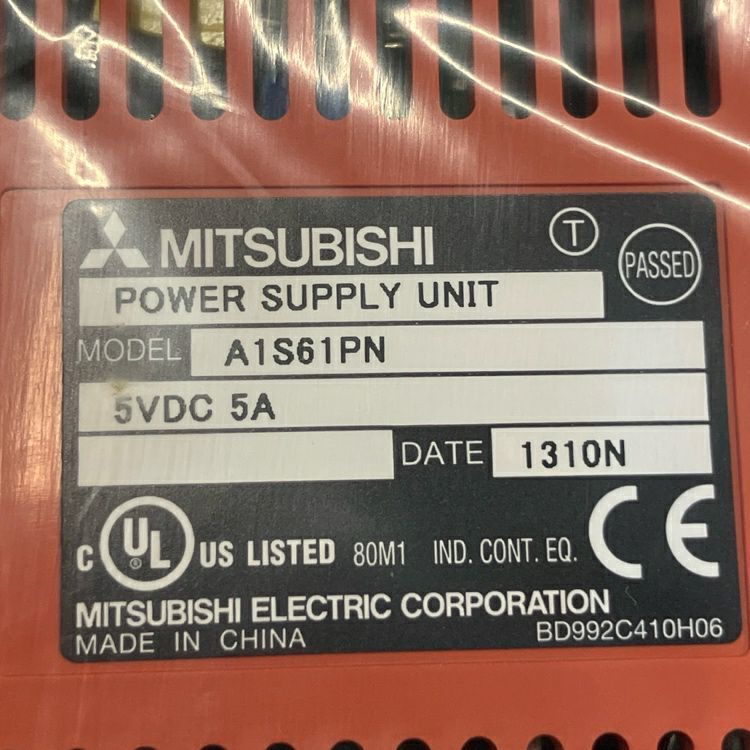 MITSUBISHI
T
PASSED
POWER SUPPLY UNIT
MODEL A1S61PN
5VDC 5A
DATE 1310N
C UL ® US LISTED 80M1 IND. CONT. EQ. CE
MITSUBISHI ELECTRIC CORPORATION
MADE IN CHINA BD992C410H06